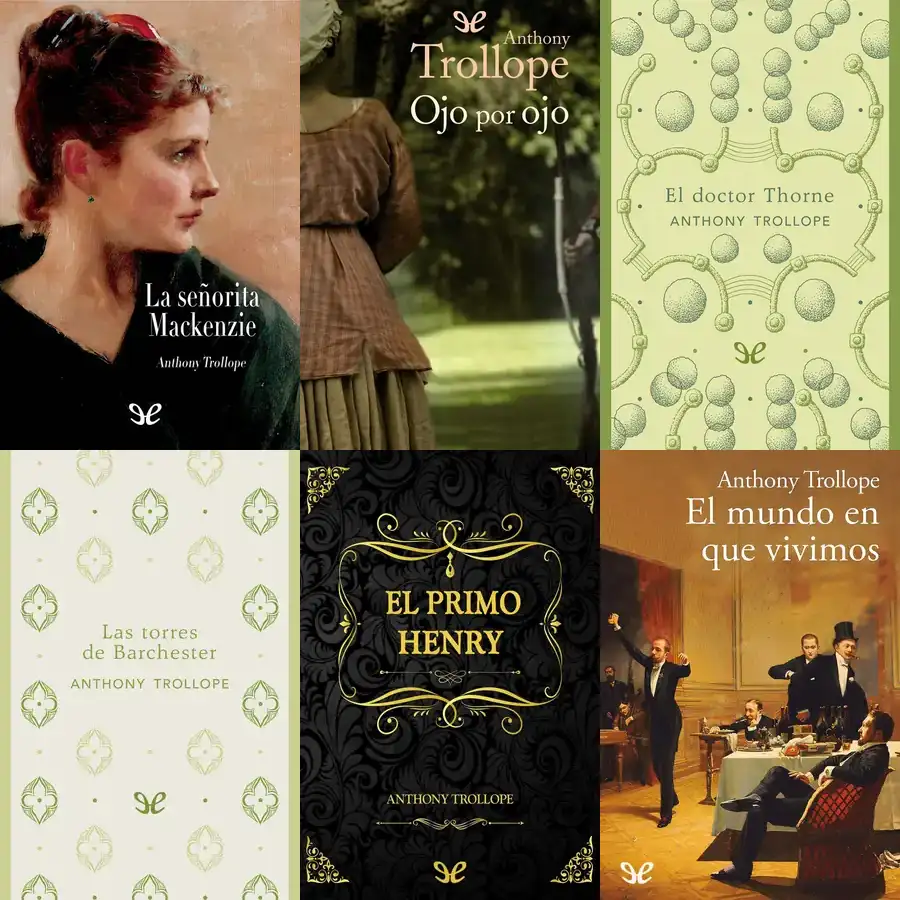 La señorita
Mackenzie
Anthony Trollope
Anthony
Trollope
Ojo por ojo
El doctor Thorne
ANTHONY TROLLOPE
Las torres
de Barchester
ANTHONY TROLLOPE
EL PRIMO
HENRY
ANTHONY TROLLOPE
Anthony Trollope
El mundo en
que vivimos